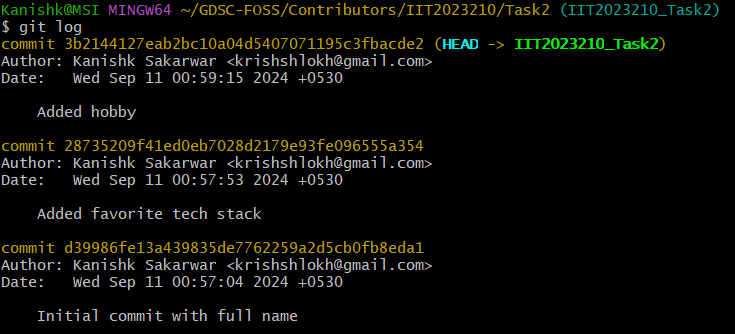 Kanishk@MSI MINGW64 ~/GDSC-FOSS/Contributors/IIT2023210/Task2 (IIT2023210_Task2)
$ git log
commit 3b2144127eab2bc10a04d5407071195c3fbacde2 (HEAD -> IIT2023210_Task2)
Author: Kanishk Sakarwar <krishshlokh@gmail.com>
Date:   Wed Sep 11 00:59:15 2024 +0530
    Added hobby
commit 28735209f41ed0eb7028d2179e93fe096555a354
Author: Kanishk Sakarwar <krishshlokh@gmail.com>
Date:   Wed Sep 11 00:57:53 2024 +0530
    Added favorite tech stack
commit d39986fe13a439835de7762259a2d5cb0fb8eda1
Author: Kanishk Sakarwar <krishshlokh@gmail.com>
Date:   Wed Sep 11 00:57:04 2024 +0530
    Initial commit with full name